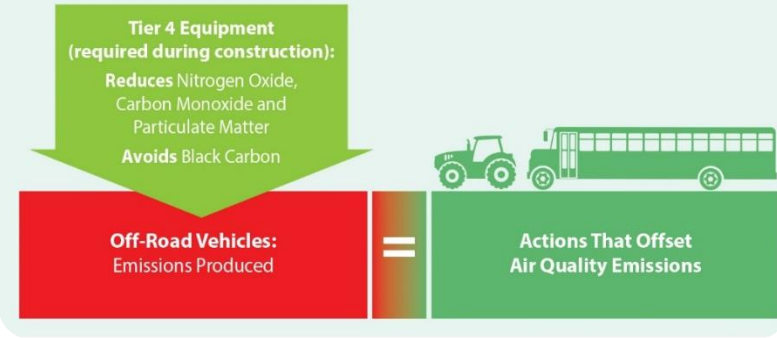 Tier 4 Equipment
(required during construction):
Reduces Nitrogen Oxide,
Carbon Monoxide and
Particulate Matter
Avoids Black Carbon
Off-Road Vehicles:
Emissions Produced
=
Actions That Offset
Air Quality Emissions